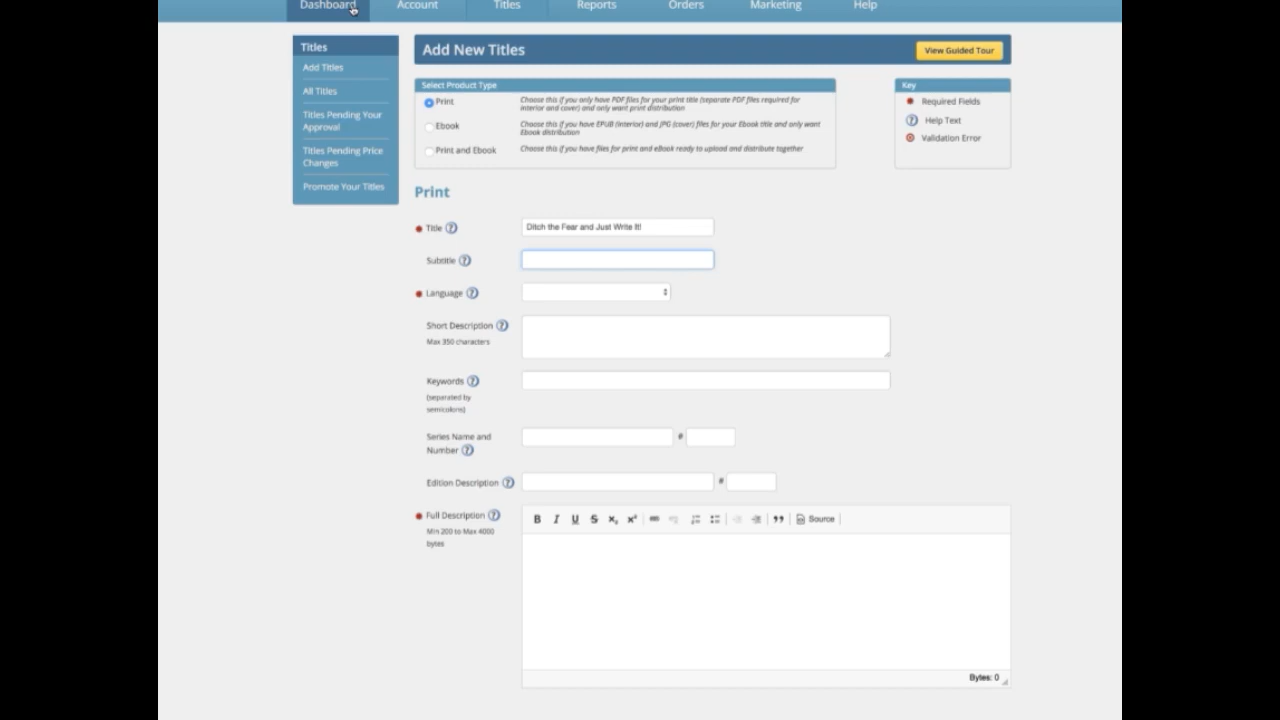 Dashboard Account Titles Reports Orders Marketing Help
Titles
Add Titles
All Titles
Titles Pending Your
Approval
Titles Pending Price
Changes
Promote Your Titles
Add New Titles
View Guided Tour
Select Product Type
Print
Choose this if you only have PDF files for your print title (separate PDF files required for
interior and cover) and only want print distribution
Ebook
Choose this if you have EPUB (interior) and JPG (cover) files for your Ebook title and only want
Ebook distribution
Print and Ebook
Choose this if you have files for print and eBook ready to upload and distribute together
Key
Required Fields
? Help Text
Validation Error
Print
Title ? Ditch the Fear and Just Write It!
Subtitle ?
Language ?
Short Description ?
Max 350 characters
Keywords ?
(separated by
semicolons)
Series Name and
Number ?
#
Edition Description ? #
Full Description ?
Min 200 to Max 4000
bytes
B I U S x₂ x² Source
Bytes: 0